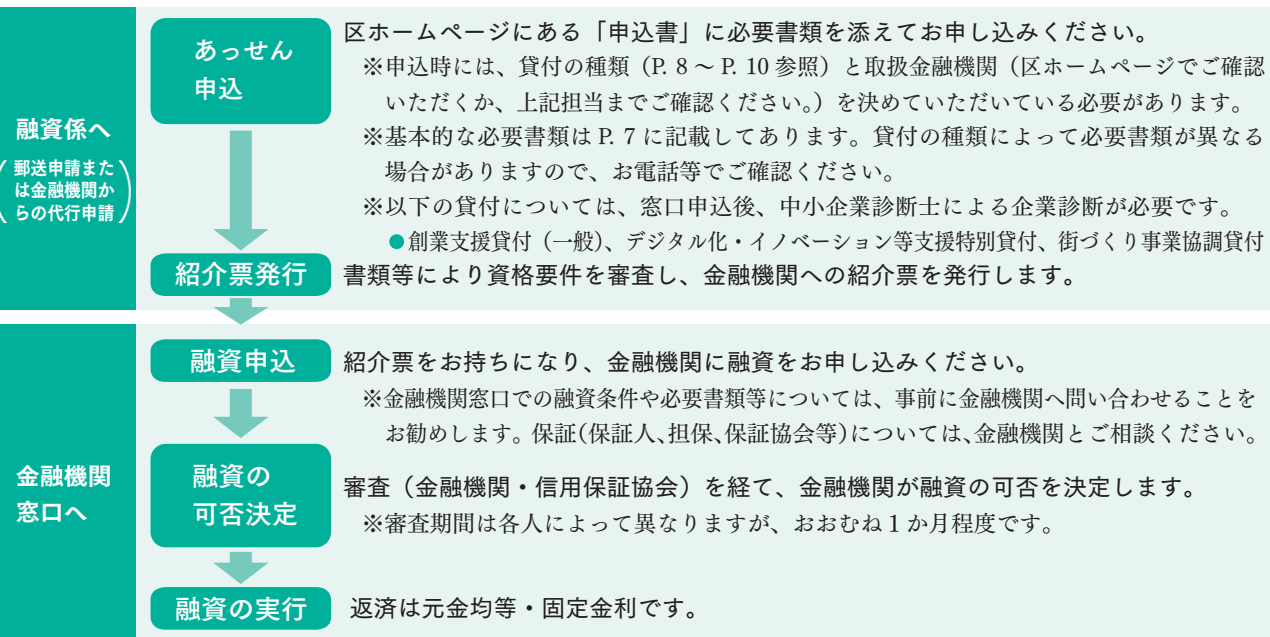 融資係へ
(郵送申請また
は金融機関か
らの代行申請)
あっせん
申込
区ホームページにある「申込書」に必要書類を添えてお申し込みください。
※申込時には、貸付の種類（P. 8 ～ P. 10 参照）と取扱金融機関（区ホームページでご確認
いただくか、上記担当までご確認ください。）を決めていただいている必要があります。
※基本的な必要書類は P. 7 に記載してあります。貸付の種類によって必要書類が異なる
場合がありますので、お電話等でご確認ください。
※以下の貸付については、窓口申込後、中小企業診断士による企業診断が必要です。
●創業支援貸付（一般）、デジタル化・イノベーション等支援特別貸付、街づくり事業協調貸付
紹介票発行
書類等により資格要件を審査し、金融機関への紹介票を発行します。
金融機関
窓口へ
融資申込
紹介票をお持ちになり、金融機関に融資をお申し込みください。
※金融機関窓口での融資条件や必要書類等については、事前に金融機関へ問い合わせることを
お勧めします。保証（保証人、担保、保証協会等）については、金融機関とご相談ください。
融資の
可否決定
審査（金融機関・信用保証協会）を経て、金融機関が融資の可否を決定します。
※審査期間は各人によって異なりますが、おおむね 1 か月程度です。
融資の実行
返済は元金均等・固定金利です。